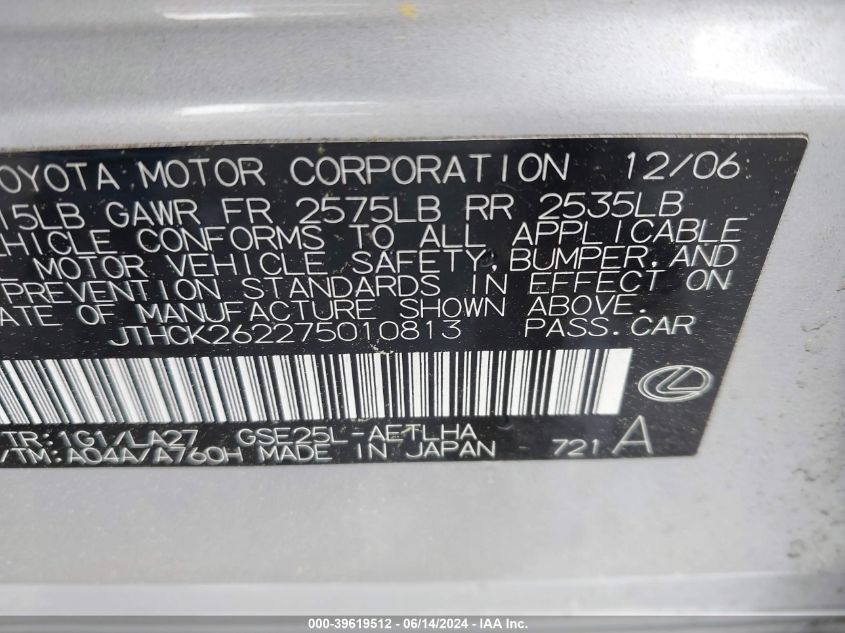 OYOTA MOTOR CORPORATION 12/06
15LB GAWR FR 2575LB RR 2535LB
VEHICLE CONFORMS TO ALL APPLICABLE
L MOTOR VEHICLE SAFETY, BUMPER, AND
PREVENTION STANDARDS IN EFFECT ON
ATE OF MANUFACTURE SHOWN ABOVE.
JTHCK262275010813 PASS. CAR
TR: 1G1/LA27 GSE25L-AETLHA
/TM: A04A/A760H MADE IN JAPAN 721 A
000-39619512 - 06/14/2024 - IAA Inc.